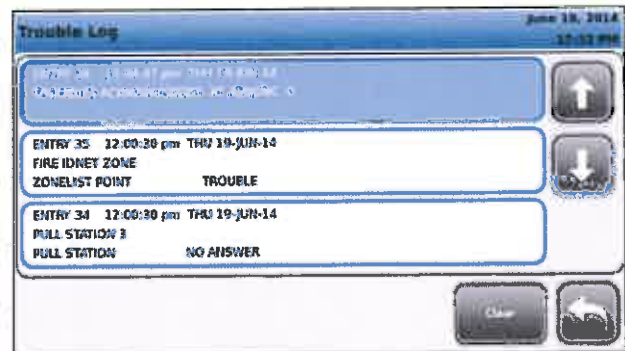 Trouble Log
June 19, 2014
12:32 PM
ENTRY 35 12:00:30 pm THU 19-JUN-14
FIRE IDNET ZONE
ZONELIST POINT TROUBLE
ENTRY 34 12:00:30 pm THU 19-JUN-14
PULL STATION 3
PULL STATION NO ANSWER
Clear